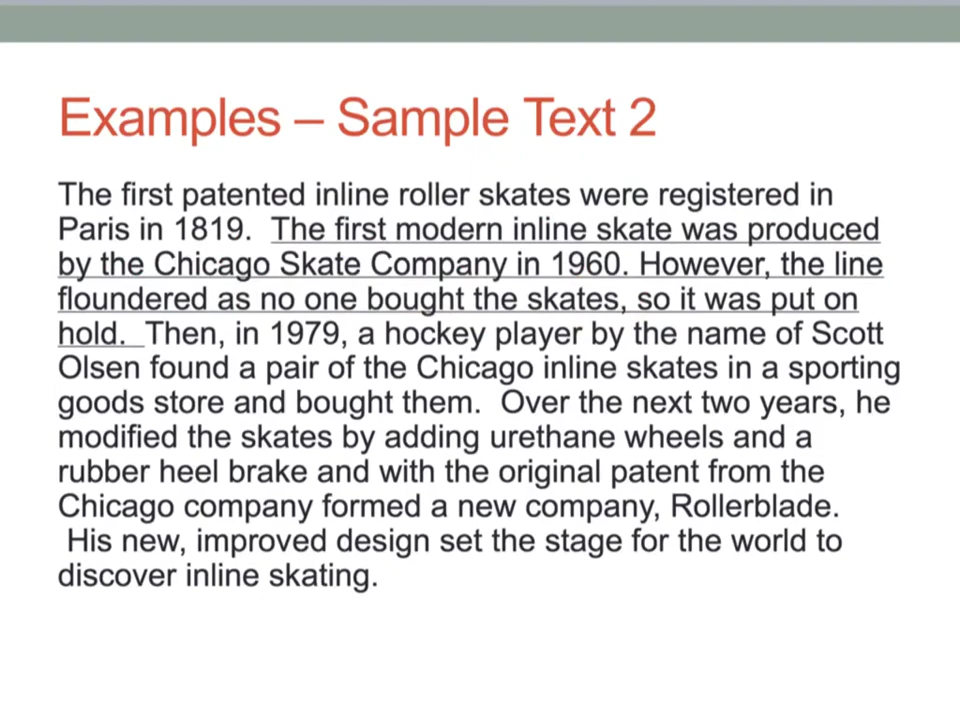 Examples – Sample Text 2
The first patented inline roller skates were registered in
Paris in 1819.  The first modern inline skate was produced
by the Chicago Skate Company in 1960. However, the line
floundered as no one bought the skates, so it was put on
hold.  Then, in 1979, a hockey player by the name of Scott
Olsen found a pair of the Chicago inline skates in a sporting
goods store and bought them.  Over the next two years, he
modified the skates by adding urethane wheels and a
rubber heel brake and with the original patent from the
Chicago company formed a new company, Rollerblade.
His new, improved design set the stage for the world to
discover inline skating.